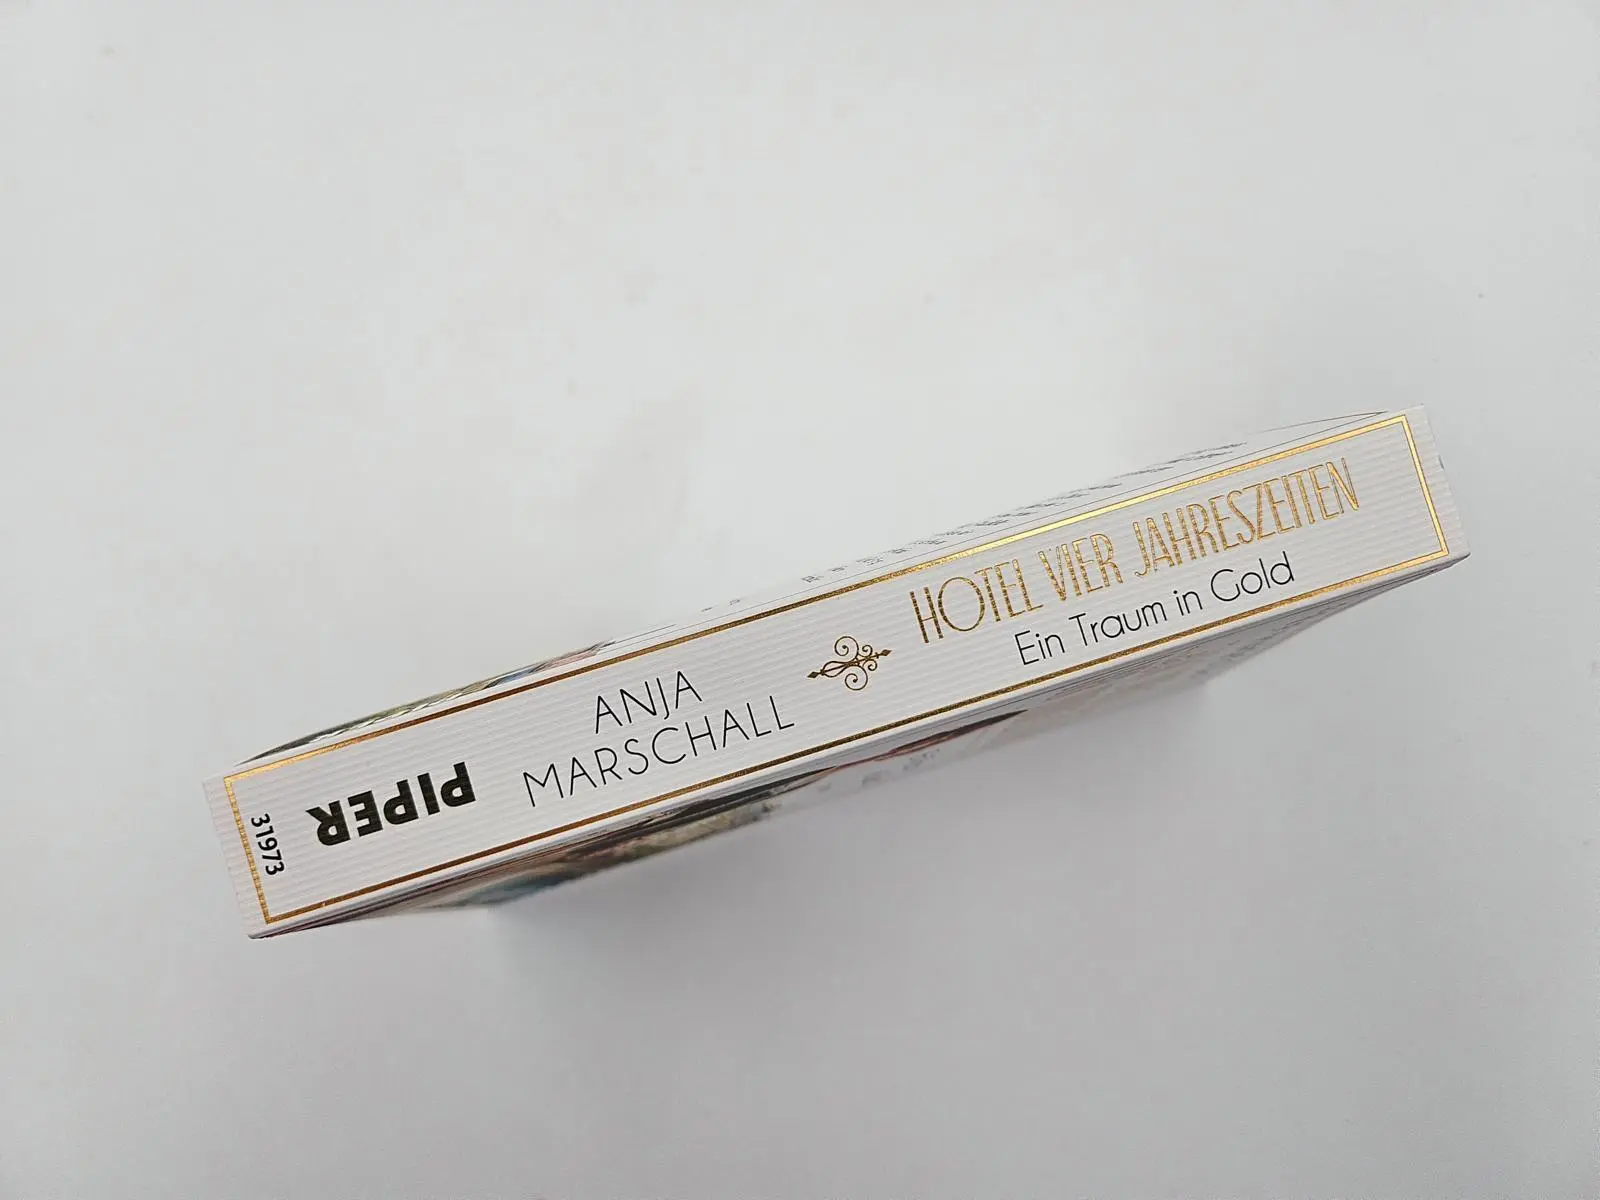 ANJA
MARSCHALL
HOTEL VIER JAHRESZEITEN
Ein Traum in Gold
PIPER
31973